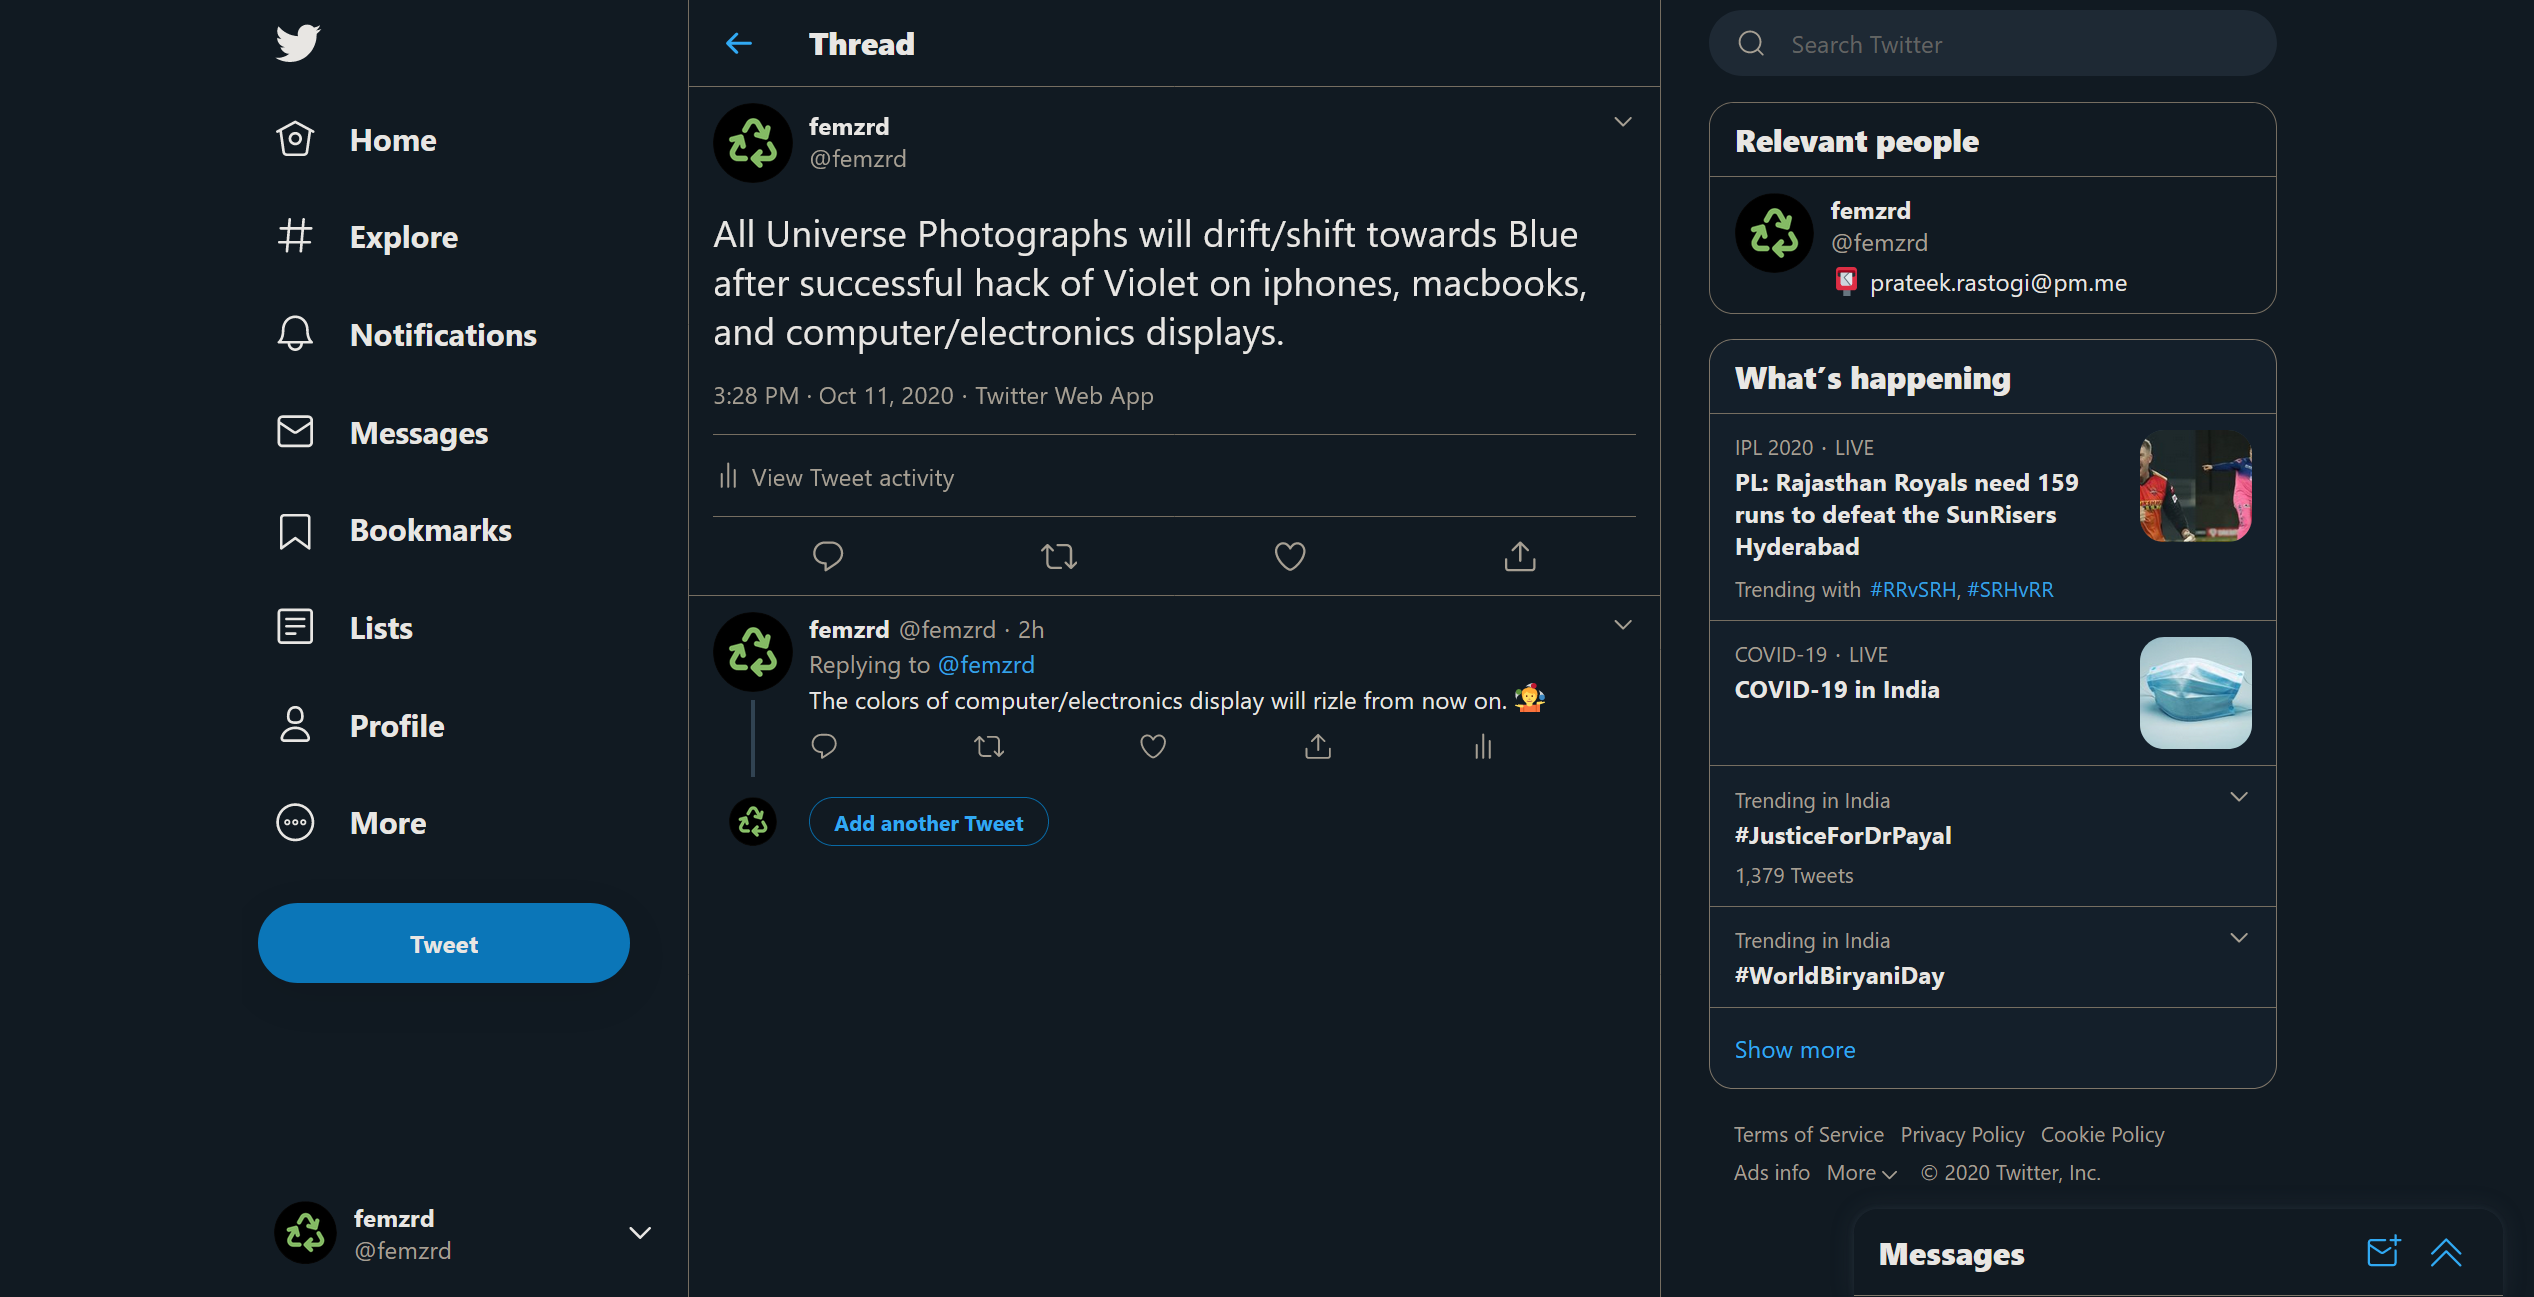 Home
Explore
Notifications
Messages
Bookmarks
Lists
Profile
More
Tweet
femzrd
@femzrd
Thread
femzrd
@femzrd
All Universe Photographs will drift/shift towards Blue
after successful hack of Violet on iphones, macbooks,
and computer/electronics displays.
3:28 PM · Oct 11, 2020 · Twitter Web App
View Tweet activity
femzrd @femzrd · 2h
Replying to @femzrd
The colors of computer/electronics display will rizle from now on.
Add another Tweet
Search Twitter
Relevant people
femzrd
@femzrd
prateek.rastogi@pm.me
What's happening
IPL 2020 · LIVE
PL: Rajasthan Royals need 159
runs to defeat the SunRisers
Hyderabad
Trending with #RRvSRH, #SRHvRR
COVID-19 · LIVE
COVID-19 in India
Trending in India
#JusticeForDrPayal
1,379 Tweets
Trending in India
#WorldBiryaniDay
Show more
Terms of Service Privacy Policy Cookie Policy
Ads info More © 2020 Twitter, Inc.
Messages